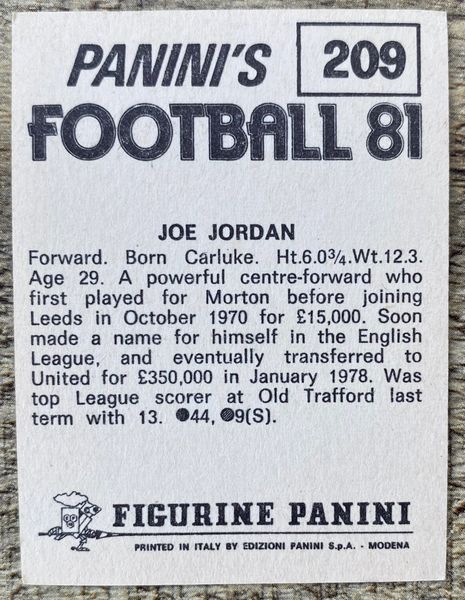 PANINI'S
209
FOOTBALL 81
JOE JORDAN
Forward. Born Carluke. Ht.6.0¾.Wt.12.3.
Age 29. A powerful centre-forward who
first played for Morton before joining
Leeds in October 1970 for £15,000. Soon
made a name for himself in the English
League, and eventually transferred to
United for £350,000 in January 1978. Was
top League scorer at Old Trafford last
term with 13. ●44, ●9(S).
FIGURINE PANINI
PRINTED IN ITALY BY EDIZIONI PANINI S.p.A. - MODENA